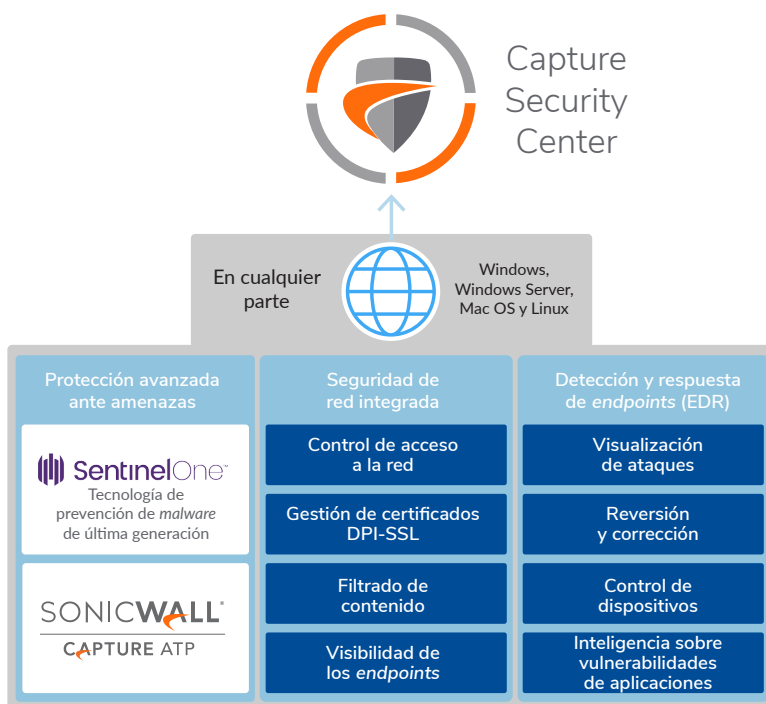 Capture
Security
Center
En cualquier
parte
Windows,
Windows Server,
Mac OS y Linux
Protección avanzada
ante amenazas
SentinelOne™
Tecnología de
prevención de malware
de última generación
SONICWALL®
CAPTURE ATP
Seguridad de
red integrada
Control de acceso
a la red
Gestión de certificados
DPI-SSL
Filtrado de
contenido
Visibilidad de
los endpoints
Detección y respuesta
de endpoints (EDR)
Visualización
de ataques
Reversión
y corrección
Control de
dispositivos
Inteligencia sobre
vulnerabilidades
de aplicaciones